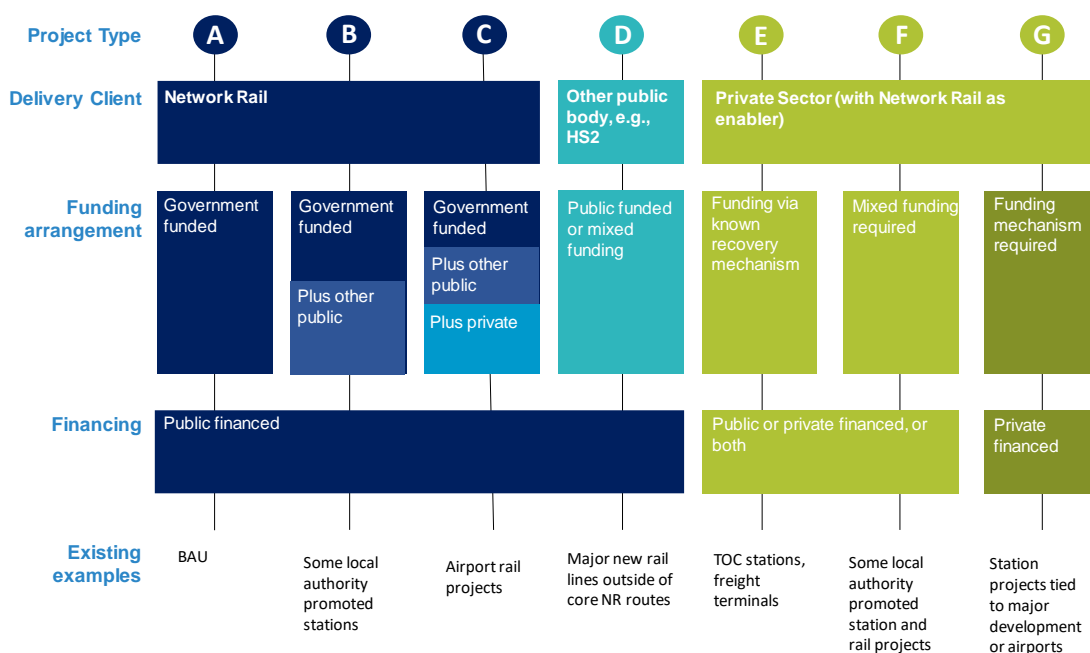 Project Type
A
B
C
D
E
F
G
Delivery Client
Network Rail
Other public
body, e.g.,
HS2
Private Sector (with Network Rail as
enabler)
Funding
arrangement
Government
funded
Government
funded
Plus other
public
Government
funded
Plus other
public
Plus private
Public funded
or mixed
funding
Funding via
known
recovery
mechanism
Mixed funding
required
Funding
mechanism
required
Financing
Public financed
Public or private financed, or
both
Private
financed
Existing
examples
BAU
Some local
authority
promoted
stations
Airport rail
projects
Major new rail
lines outside of
core NR routes
TOC stations,
freight
terminals
Some local
authority
promoted
station and
rail projects
Station
projects tied
to major
development
or airports